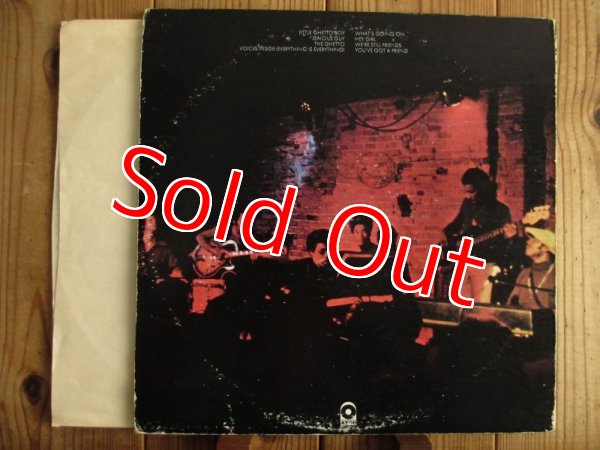 LITTLE GHETTO BOY
JEALOUS GUY
THE GHETTO
VOICES INSIDE (EVERYTHING IS EVERYTHING)
WHAT'S GOING ON
HEY GIRL
WE'RE STILL FRIENDS
YOU'VE GOT A FRIEND
Sold Out